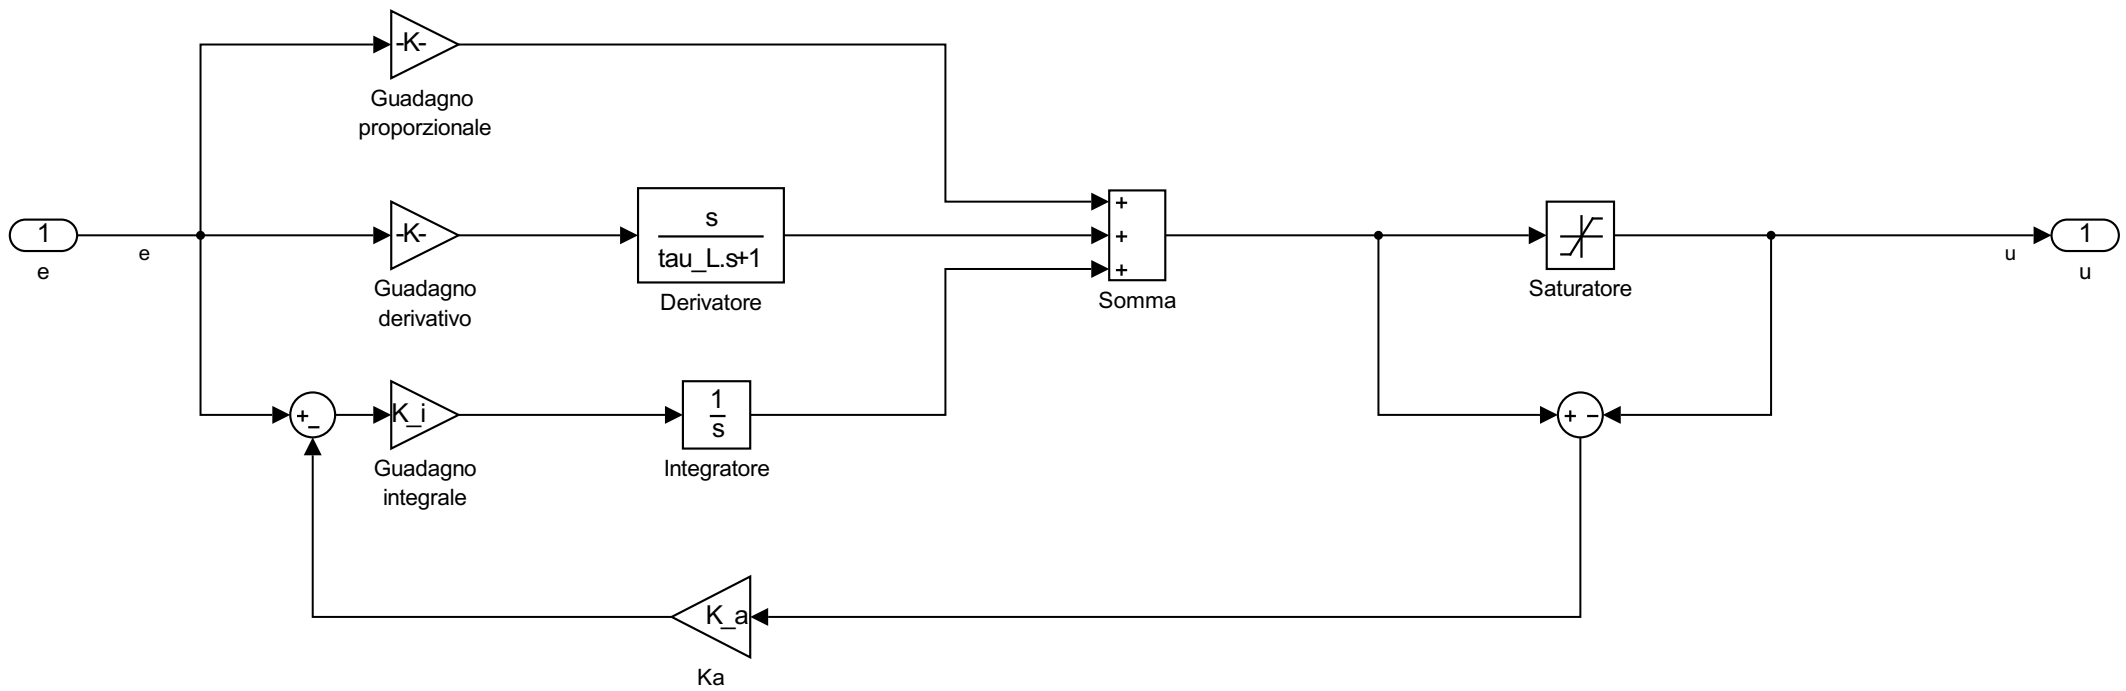 -K-
Guadagno
proporzionale
1
e
e
-K-
Guadagno
derivativo
s
tau_L.s+1
Derivatore
+
+
+
Somma
Saturatore
u
1
u
+
−
K_i
Guadagno
integrale
1
s
Integratore
+ −
K_a
Ka